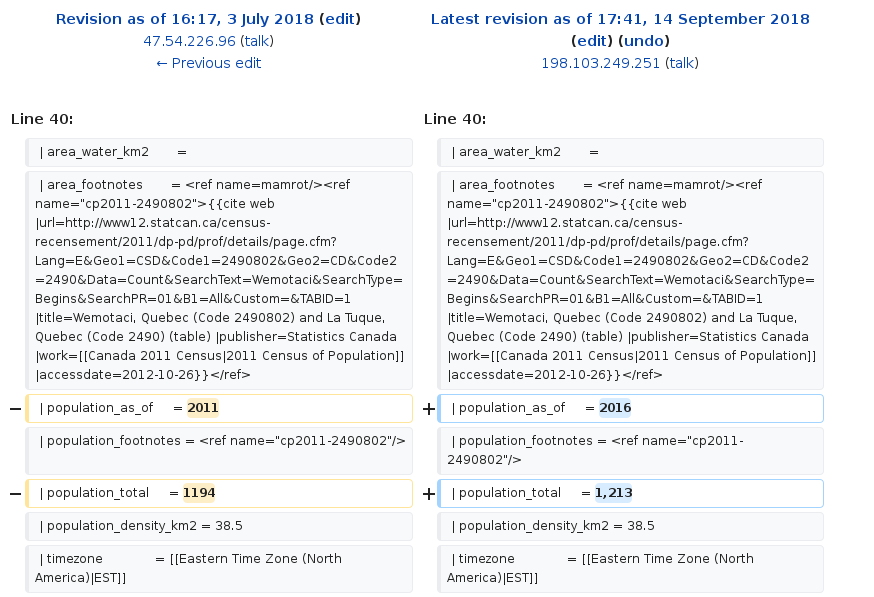 Revision as of 16:17, 3 July 2018 (edit)
47.54.226.96 (talk)
← Previous edit
Latest revision as of 17:41, 14 September 2018
(edit) (undo)
198.103.249.251 (talk)
Line 40:
Line 40:
| area_water_km2 =
| area_water_km2 =
| area_footnotes = <ref name=mamrot/><ref
name="cp2011-2490802">{{cite web
|url=http://www12.statcan.ca/census-
recensement/2011/dp-pd/prof/details/page.cfm?
Lang=E&Geo1=CSD&Code1=2490802&Geo2=CD&Code2
=2490&Data=Count&SearchText=Wemotaci&SearchType=
Begins&SearchPR=01&B1=All&Custom=&TABID=1
|title=Wemotaci, Quebec (Code 2490802) and La Tuque,
Quebec (Code 2490) (table) |publisher=Statistics Canada
|work=[[Canada 2011 Census|2011 Census of Population]]
|accessdate=2012-10-26}}</ref>
| area_footnotes = <ref name=mamrot/><ref
name="cp2011-2490802">{{cite web
|url=http://www12.statcan.ca/census-
recensement/2011/dp-pd/prof/details/page.cfm?
Lang=E&Geo1=CSD&Code1=2490802&Geo2=CD&Code2
=2490&Data=Count&SearchText=Wemotaci&SearchType=
Begins&SearchPR=01&B1=All&Custom=&TABID=1
|title=Wemotaci, Quebec (Code 2490802) and La Tuque,
Quebec (Code 2490) (table) |publisher=Statistics Canada
|work=[[Canada 2011 Census|2011 Census of Population]]
|accessdate=2012-10-26}}</ref>
− | population_as_of = 2011
+ | population_as_of = 2016
| population_footnotes = <ref name="cp2011-2490802"/>
| population_footnotes = <ref name="cp2011-
2490802"/>
− | population_total = 1194
+ | population_total = 1,213
| population_density_km2 = 38.5
| population_density_km2 = 38.5
| timezone = [[Eastern Time Zone (North
America)|EST]]
| timezone = [[Eastern Time Zone (North
America)|EST]]